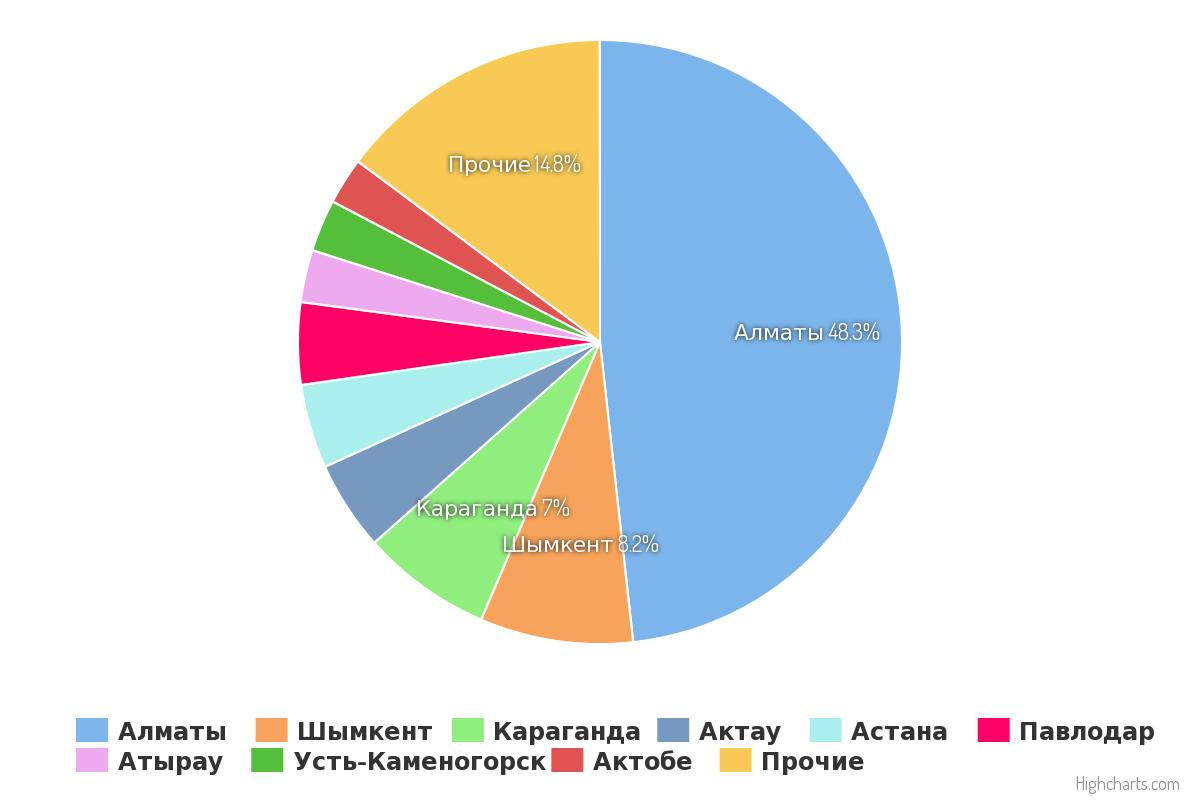 Прочие 14.8%
Алматы 48.3%
Караганда 7%
Шымкент 8.2%
Алматы Шымкент Караганда Актау Астана Павлодар
Атырау Усть-Каменогорск Актобе Прочие
Highcharts.com